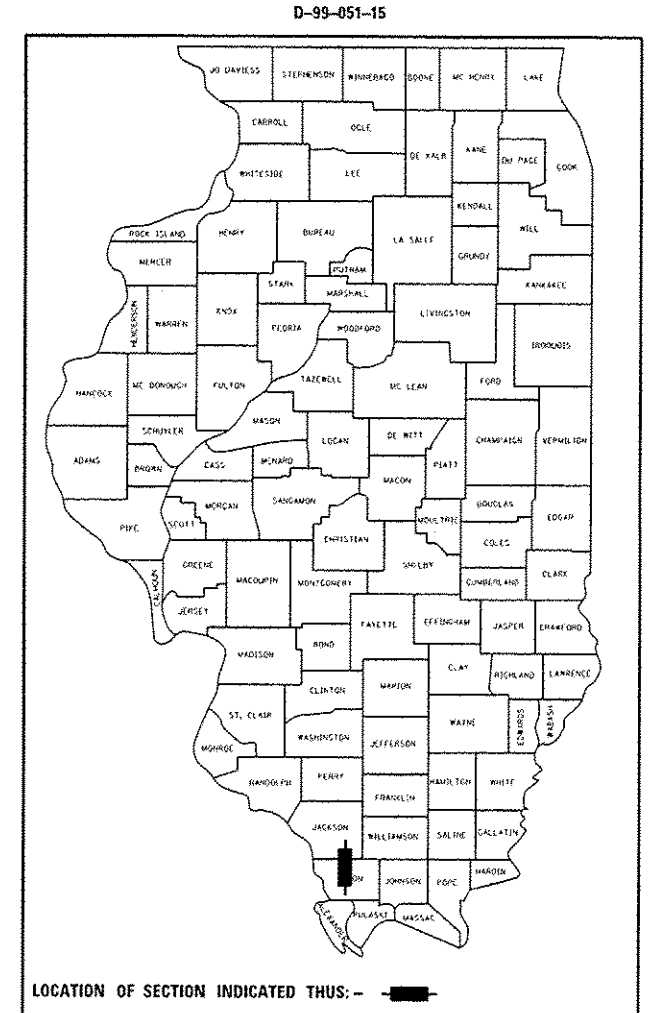 D-99-051-15
JO DAVIESS STEPHENSON WINNEBAGO BOONE MC HENRY LAKE
CARROLL OGLE DE KALB KANE DU PAGE COOK
WHITESIDE LEE
KENDALL WILL
ROCK ISLAND HENRY BUREAU LA SALLE GRUNDY
MERCER PUTNAM
STARK MARSHALL KANKAKEE
HENDERSON WARREN KNOX PEORIA WOODFORD LIVINGSTON IROQUOIS
HANCOCK MC DONOUGH FULTON TAZEWELL MC LEAN FORD
MASON
SCHUYLER LOGAN DE WITT CHAMPAIGN VERMILION
ADAMS BROWN CASS MENARD MACON PIATT
PIKE SCOTT MORGAN SANGAMON DOUGLAS EDGAR
CHRISTIAN MOULTRIE COLES
CALHOUN GREENE MACOUPIN MONTGOMERY SHELBY CUMBERLAND CLARK
JERSEY FAYETTE EFFINGHAM JASPER CRAWFORD
MADISON BOND
CLAY RICHLAND LAWRENCE
CLINTON MARION
ST. CLAIR WAYNE EDWARDS WABASH
MONROE WASHINGTON JEFFERSON
RANDOLPH PERRY HAMILTON WHITE
FRANKLIN
JACKSON WILLIAMSON SALINE GALLATIN
ON JOHNSON POPE HARDIN
ALEXANDER PULASKI MASSAC
LOCATION OF SECTION INDICATED THUS: -